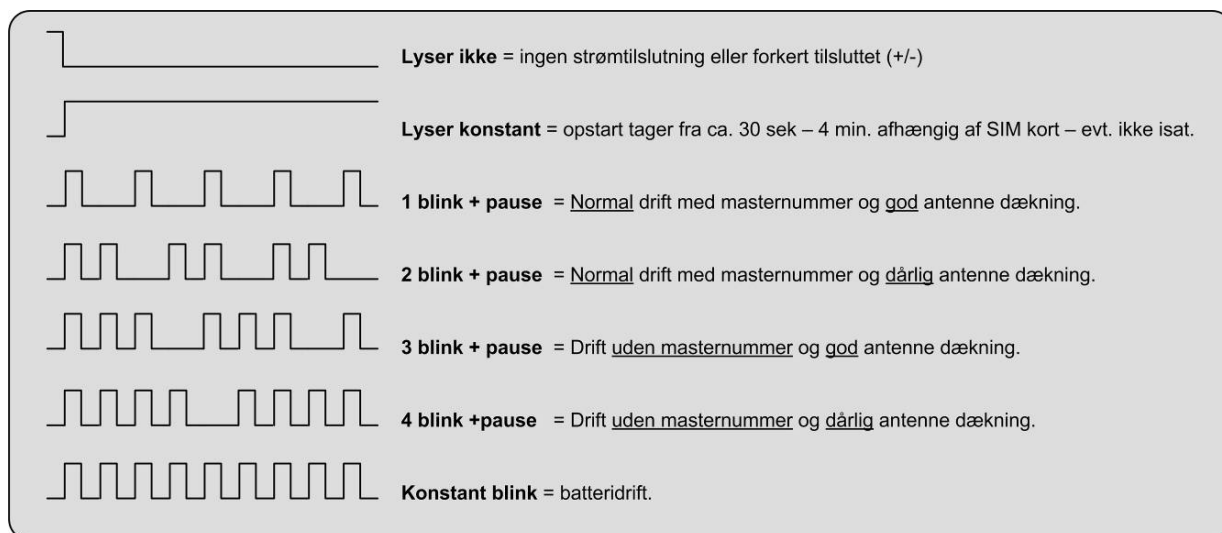 Lyser ikke = ingen strømtilslutning eller forkert tilsluttet (+/-)
Lyser konstant = opstart tager fra ca. 30 sek – 4 min. afhængig af SIM kort – evt. ikke isat.
1 blink + pause = Normal drift med masternummer og god antenne dækning.
2 blink + pause = Normal drift med masternummer og dårlig antenne dækning.
3 blink + pause = Drift uden masternummer og god antenne dækning.
4 blink +pause = Drift uden masternummer og dårlig antenne dækning.
Konstant blink = batteridrift.